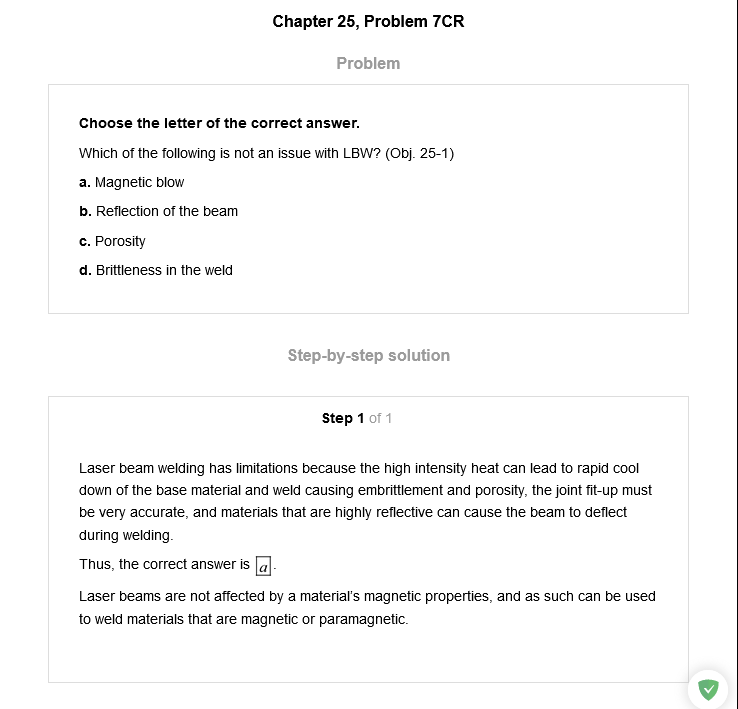 Chapter 25, Problem 7CR
Problem
Choose the letter of the correct answer.
Which of the following is not an issue with LBW? (Obj. 25-1)
a. Magnetic blow
b. Reflection of the beam
c. Porosity
d. Brittleness in the weld
Step-by-step solution
Step 1 of 1
Laser beam welding has limitations because the high intensity heat can lead to rapid cool
down of the base material and weld causing embrittlement and porosity, the joint fit-up must
be very accurate, and materials that are highly reflective can cause the beam to deflect
during welding.
Thus, the correct answer is a.
Laser beams are not affected by a material's magnetic properties, and as such can be used
to weld materials that are magnetic or paramagnetic.